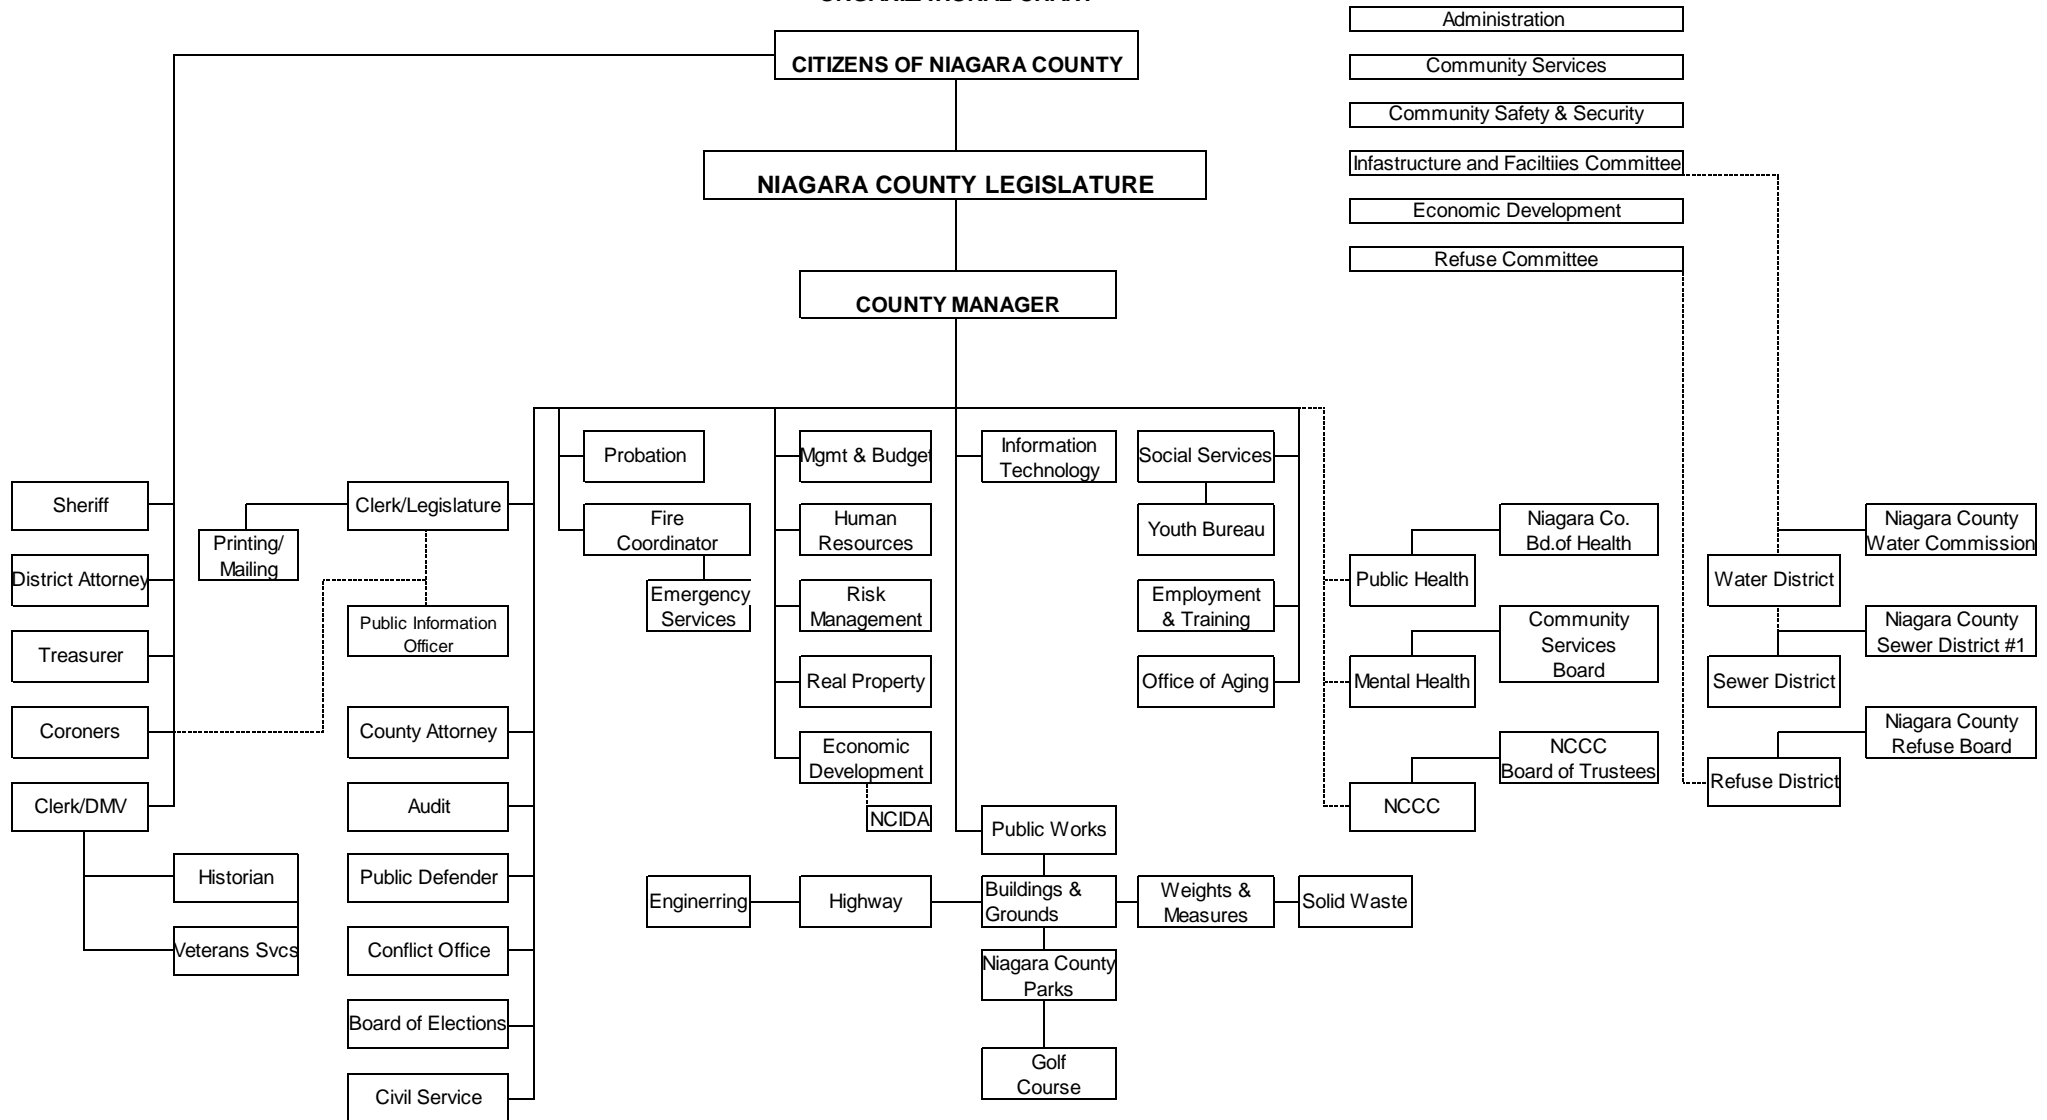 Administration
CITIZENS OF NIAGARA COUNTY
Community Services
Community Safety & Security
NIAGARA COUNTY LEGISLATURE
Infastructure and Faciltiies Committee
Economic Development
Refuse Committee
COUNTY MANAGER
Probation
Mgmt & Budget
Information
Technology
Social Services
Sheriff
Clerk/Legislature
Printing/
Mailing
Fire
Coordinator
Human
Resources
Youth Bureau
Niagara Co.
Bd.of Health
Niagara County
Water Commission
District Attorney
Public Information
Officer
Emergency
Services
Risk
Management
Employment
& Training
Public Health
Water District
Community
Services
Board
Niagara County
Sewer District #1
Treasurer
Real Property
Office of Aging
Mental Health
Sewer District
Coroners
County Attorney
Economic
Development
NCCC
Board of Trustees
Niagara County
Refuse Board
Refuse District
Clerk/DMV
Audit
NCIDA
Public Works
NCCC
Historian
Public Defender
Enginerring
Highway
Buildings &
Grounds
Weights &
Measures
Solid Waste
Veterans Svcs
Conflict Office
Niagara County
Parks
Board of Elections
Golf
Course
Civil Service